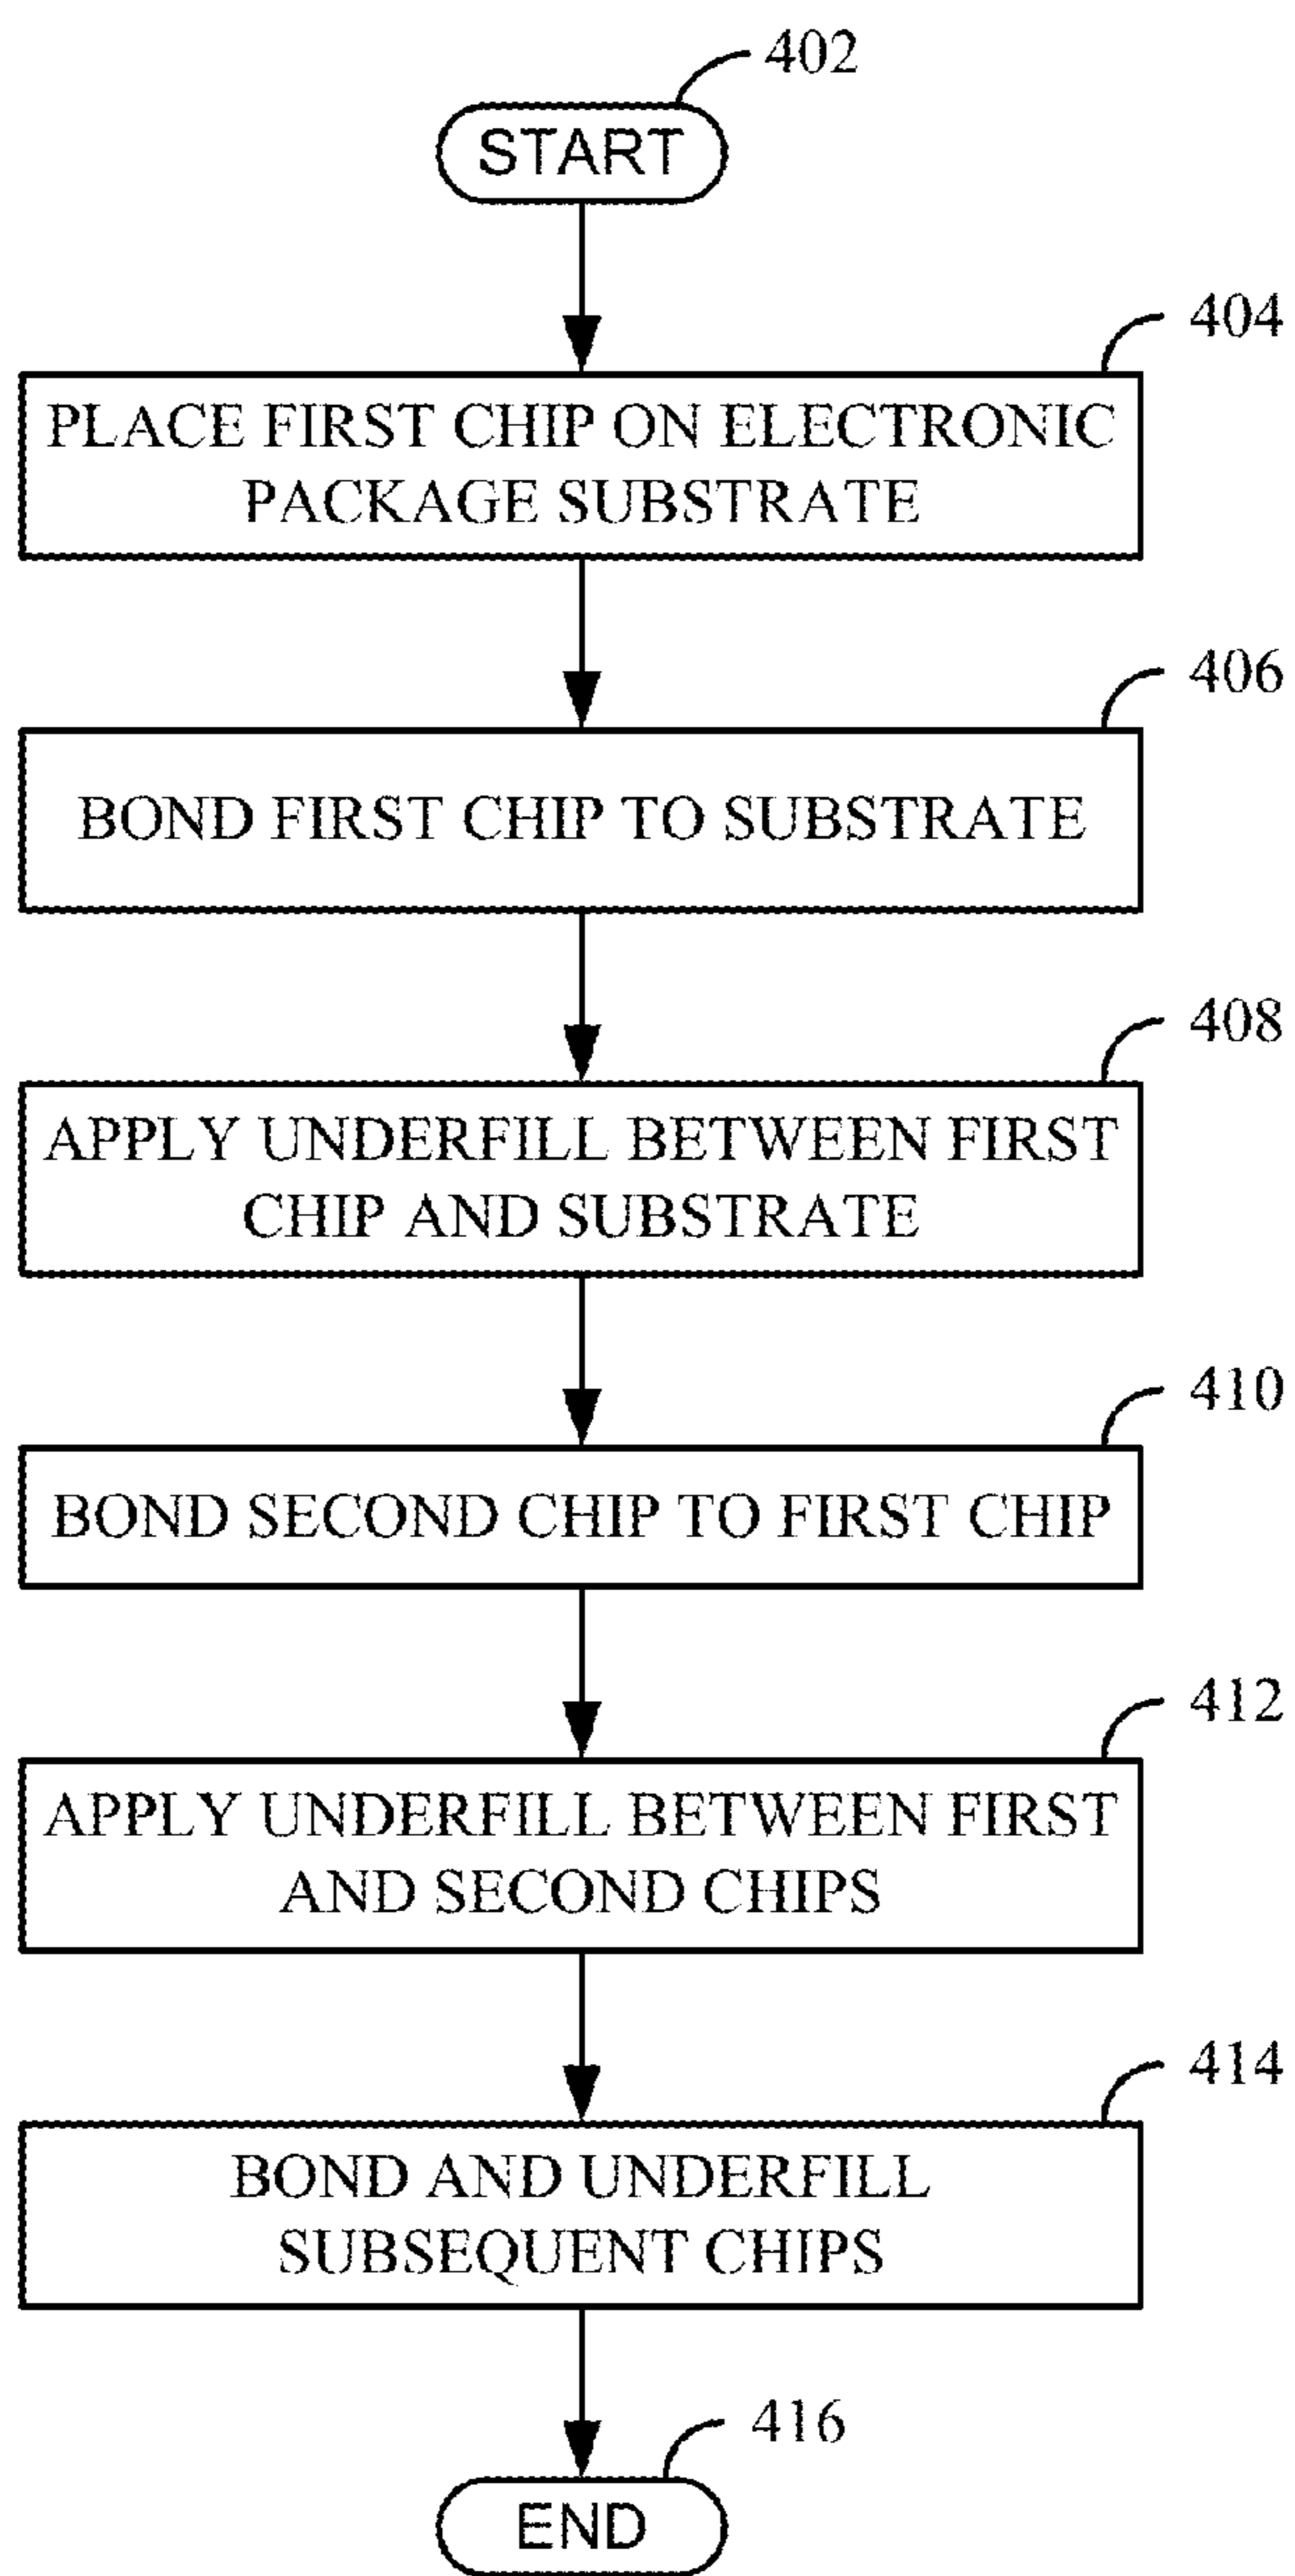 402
START
404
PLACE FIRST CHIP ON ELECTRONIC
PACKAGE SUBSTRATE
406
BOND FIRST CHIP TO SUBSTRATE
408
APPLY UNDERFILL BETWEEN FIRST
CHIP AND SUBSTRATE
410
BOND SECOND CHIP TO FIRST CHIP
412
APPLY UNDERFILL BETWEEN FIRST
AND SECOND CHIPS
414
BOND AND UNDERFILL
SUBSEQUENT CHIPS
416
END